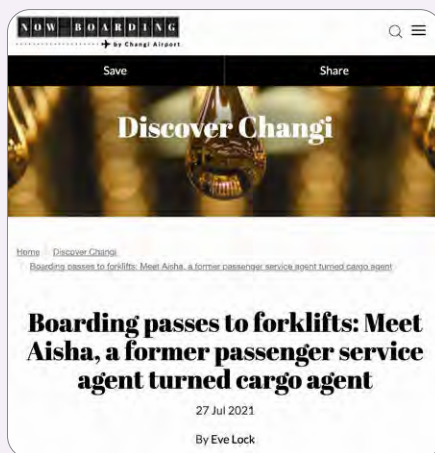 NOW BOARDING
by Changi Airport
Save Share
Discover Changi
Home Discover Changi
Boarding passes to forklifts: Meet Aisha, a former passenger service agent turned cargo agent
Boarding passes to forklifts: Meet
Aisha, a former passenger service
agent turned cargo agent
27 Jul 2021
By Eve Lock